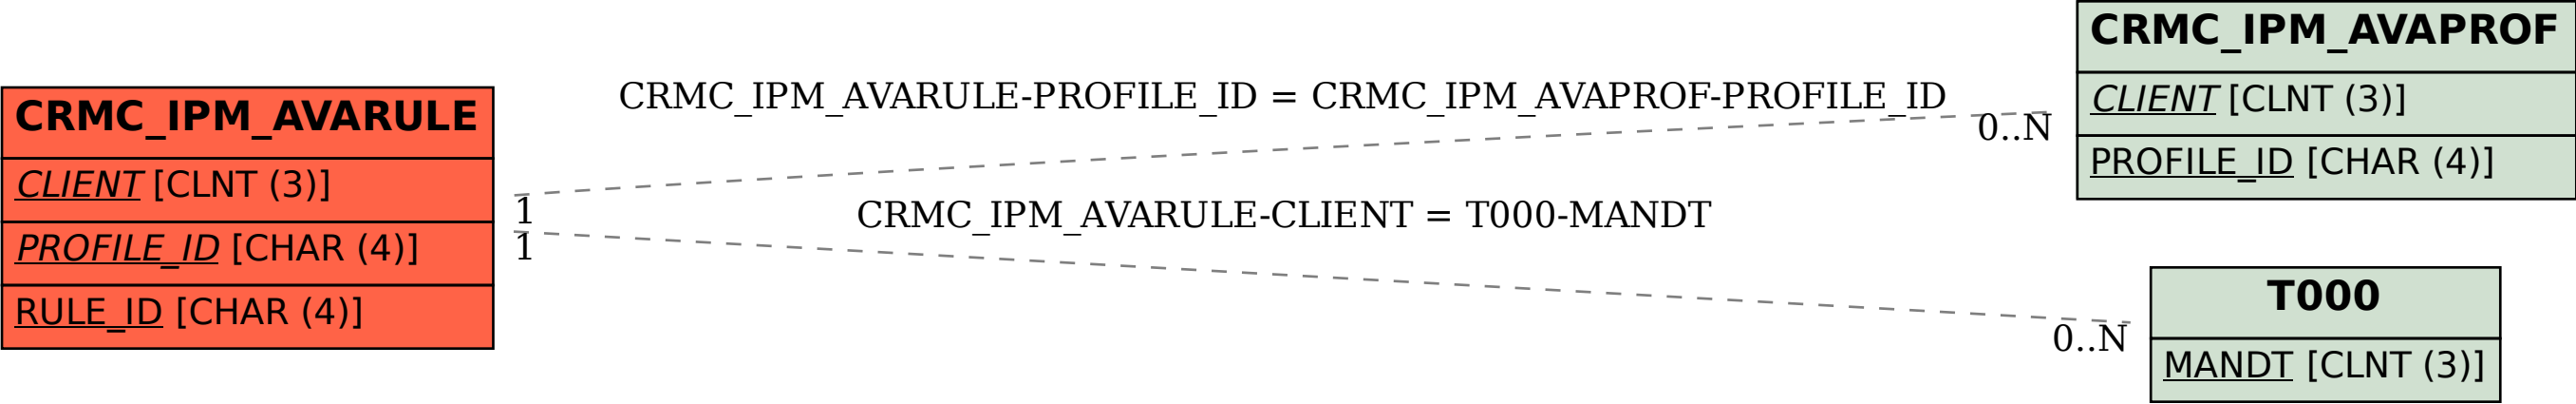 CRMC_IPM_AVARULE
CLIENT [CLNT (3)]
PROFILE_ID [CHAR (4)]
RULE_ID [CHAR (4)]
CRMC_IPM_AVARULE-PROFILE_ID = CRMC_IPM_AVAPROF-PROFILE_ID
1
0..N
CRMC_IPM_AVARULE-CLIENT = T000-MANDT
1
0..N
CRMC_IPM_AVAPROF
CLIENT [CLNT (3)]
PROFILE_ID [CHAR (4)]
T000
MANDT [CLNT (3)]